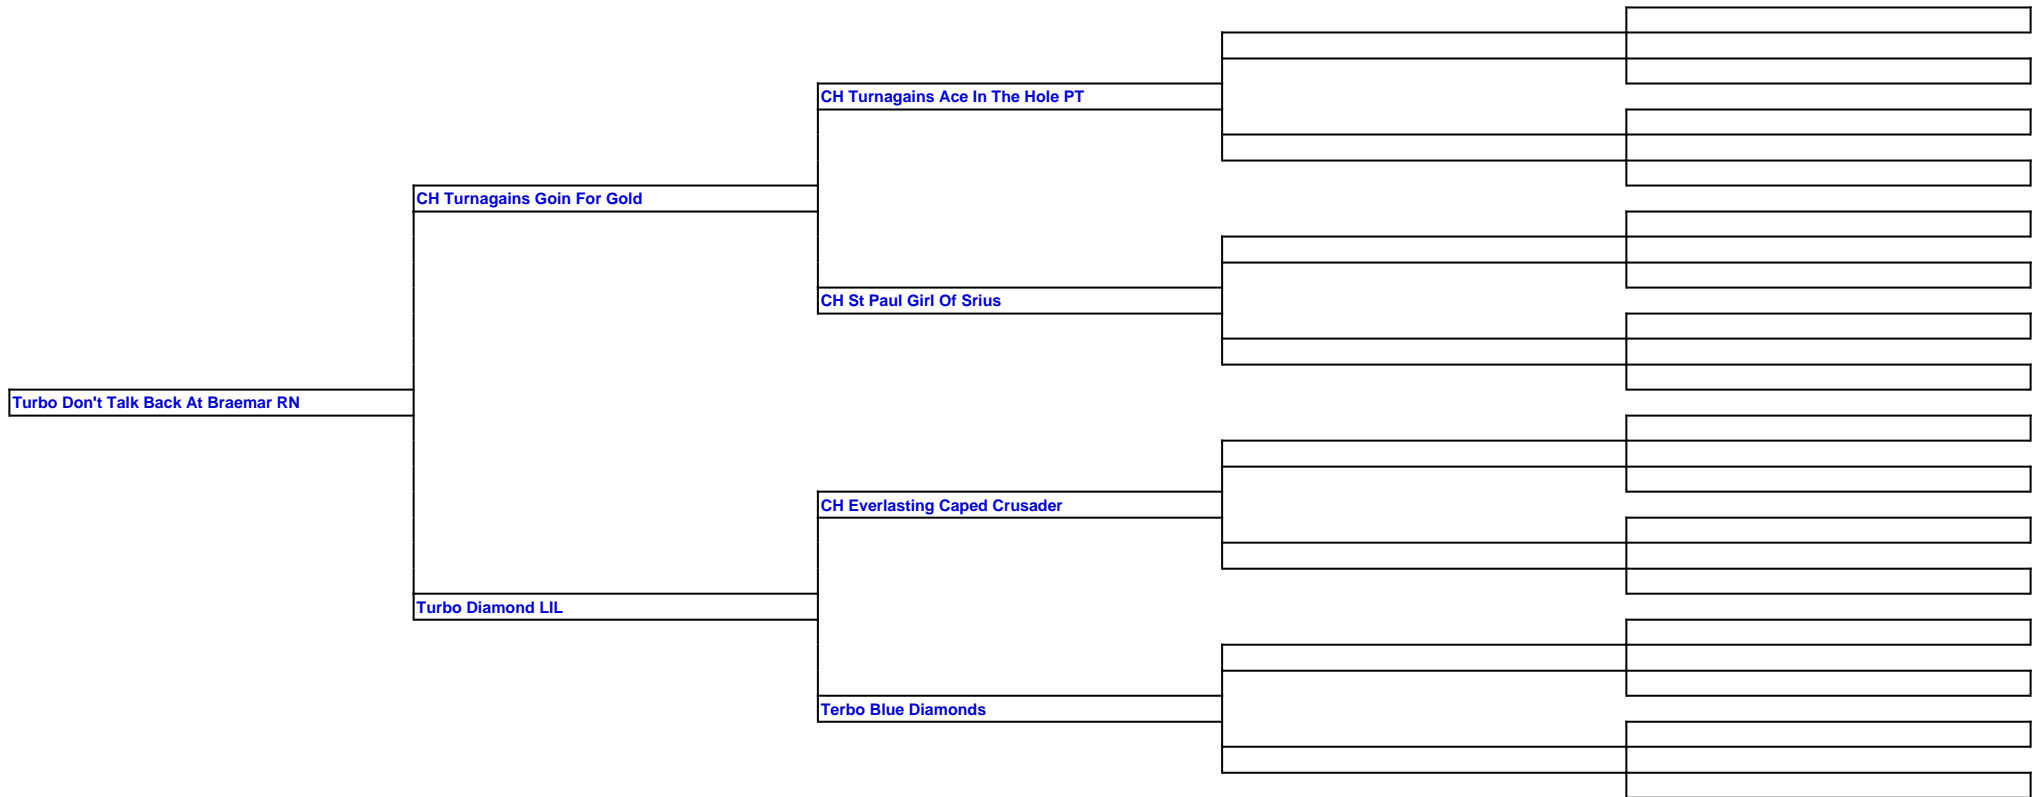 CH Turnagains Ace In The Hole PT
CH Turnagains Goin For Gold
CH St Paul Girl Of Srius
Turbo Don't Talk Back At Braemar RN
CH Everlasting Caped Crusader
Turbo Diamond LIL
Terbo Blue Diamonds